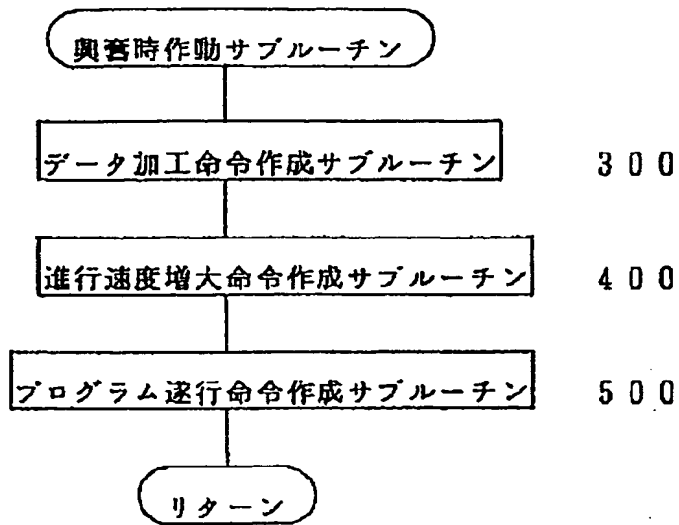 興奮時作動サブルーチン
データ加工命令作成サブルーチン 300
進行速度増大命令作成サブルーチン 400
プログラム遂行命令作成サブルーチン 500
リターン